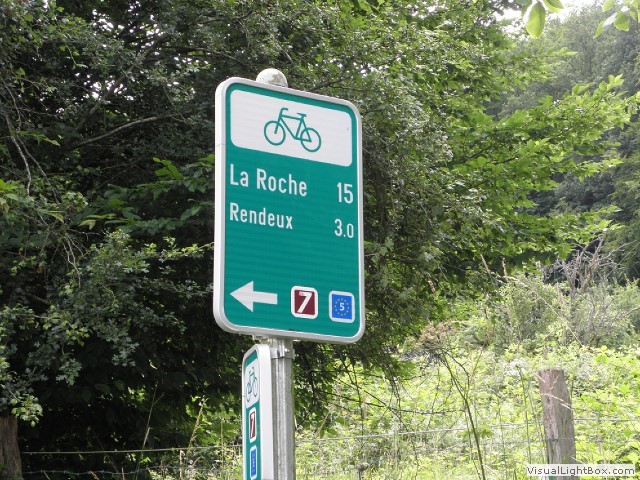 La Roche 15
Rendeux 3.0
7 5
VisualLightBox.com